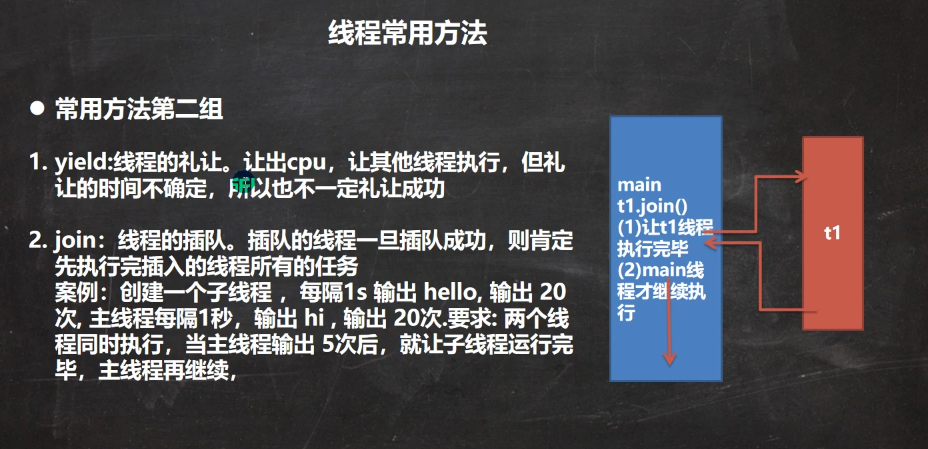 线程常用方法
● 常用方法第二组
1. yield:线程的礼让。让出cpu，让其他线程执行，但礼
让的时间不确定，所以也不一定礼让成功
2. join：线程的插队。插队的线程一旦插队成功，则肯定
先执行完插入的线程所有的任务
案例：创建一个子线程 ，每隔1s 输出 hello, 输出 20
次, 主线程每隔1秒，输出 hi , 输出 20次.要求: 两个线
程同时执行，当主线程输出 5次后，就让子线程运行完
毕，主线程再继续，
main
t1.join()
(1)让t1线程
执行完毕
(2)main线
程才继续执
行
t1